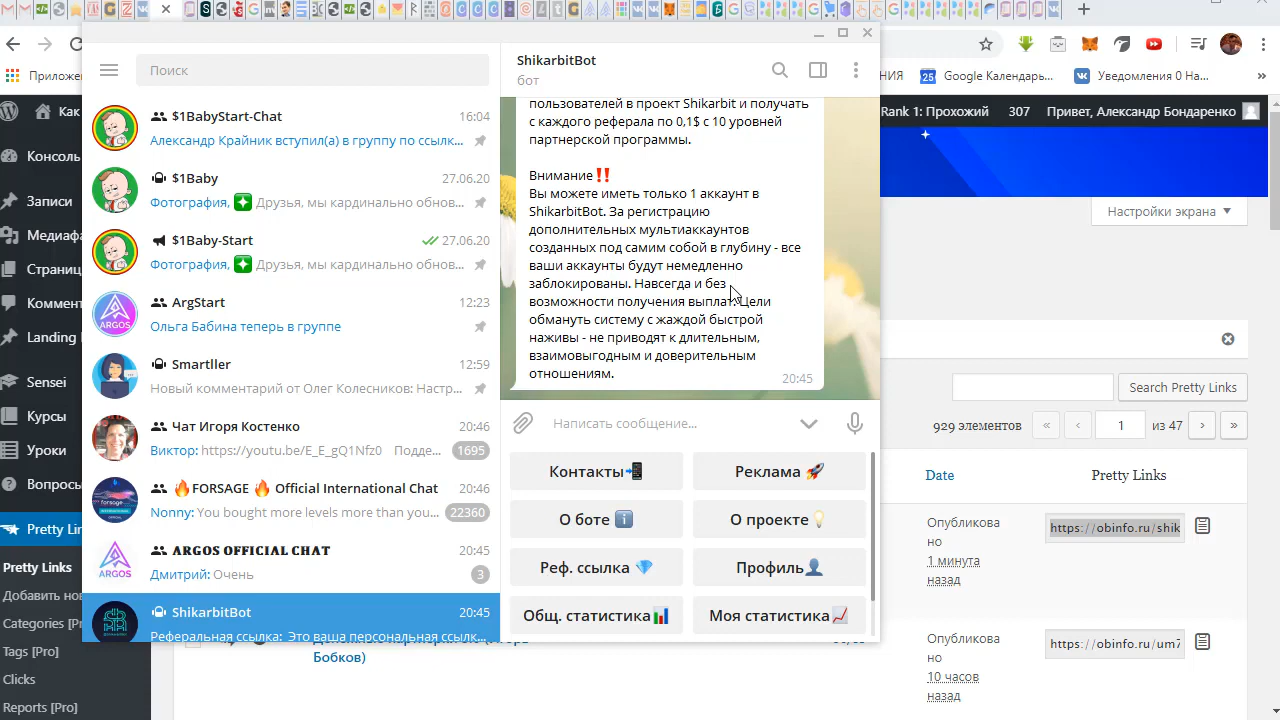 Приложен
НИЯ
Google Календарь...
Уведомления 0 На...
Как
Rank 1: Прохожий
307
Привет, Александр Бондаренко
Консоль
Записи
Медиафа
Страниц
Коммент
Landing
Sensei
Курсы
Уроки
Вопросы
Pretty Lin
Pretty Links
Добавить нов
Categories [Pro]
Tags [Pro]
Clicks
Reports [Pro]
Поиск
$1BabyStart-Chat
16:04
Александр Крайник вступил(а) в группу по ссылк...
$1Baby
27.06.20
Фотография, Друзья, мы кардинально обнов...
$1Baby-Start
27.06.20
Фотография, Друзья, мы кардинально обнов...
ArgStart
12:23
Ольга Бабина теперь в группе
Smartller
12:59
Новый комментарий от Олег Колесников: Настр...
Чат Игоря Костенко
20:46
Виктор: https://youtu.be/E_E_gQ1Nfz0 Подде...
1695
🔥FORSAGE 🔥 Official International Chat
20:46
Nonny: You bought more levels more than you...
22360
ARGOS OFFICIAL CHAT
20:45
Дмитрий: Очень
3
ShikarbitBot
20:45
Реферальная ссылка: Это ваша персональная ссылк...
ShikarbitBot
бот
пользователей в проект Shikarbit и получать
с каждого реферала по 0,1$ с 10 уровней
партнерской программы.
Внимание‼️
Вы можете иметь только 1 аккаунт в
ShikarbitBot. За регистрацию
дополнительных мультиаккаунтов
созданных под самим собой в глубину - все
ваши аккаунты будут немедленно
заблокированы. Навсегда и без
возможности получения выплат. Цели
обмануть систему с жаждой быстрой
наживы - не приводят к длительным,
взаимовыгодным и доверительным
отношениям.
20:45
Написать сообщение...
Контакты📲
Реклама 🚀
О боте ℹ️
О проекте💡
Реф. ссылка 💎
Профиль👤
Общ. статистика📊
Моя статистика📈
Бобков)
Настройки экрана
Search Pretty Links
929 элементов
«
‹
1
из 47
›
»
Date
Pretty Links
Опубликова
но
1 минута
назад
https://obinfo.ru/shik
Опубликова
но
10 часов
назад
https://obinfo.ru/um7